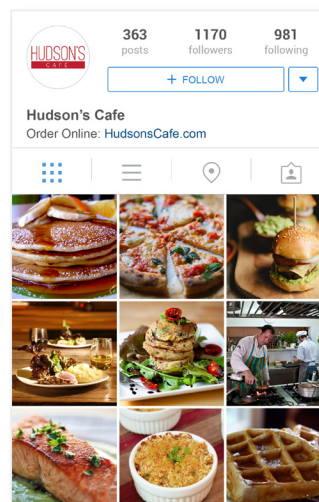 HUDSON'S
CAFE
363 1170 981
posts followers following
+ FOLLOW
Hudson's Cafe
Order Online: HudsonsCafe.com